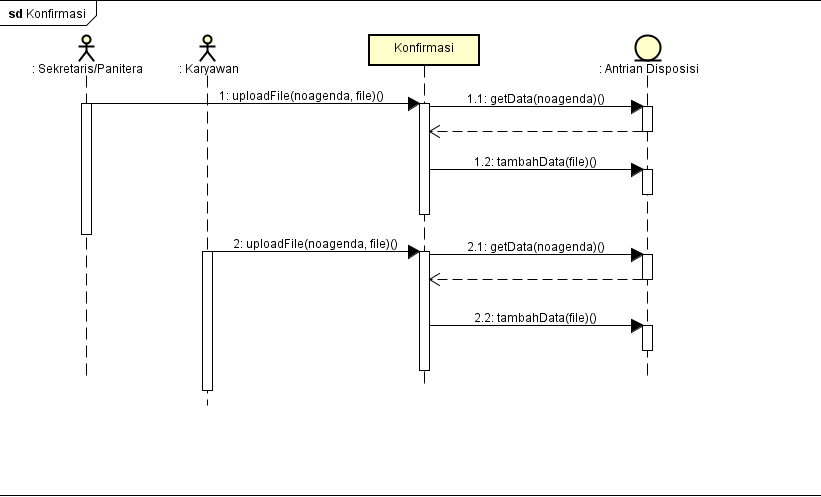 sd Konfirmasi
: Sekretaris/Panitera
: Karyawan
Konfirmasi
: Antrian Disposisi
1: uploadFile(noagenda, file)()
1.1: getData(noagenda)()
1.2: tambahData(file)()
2: uploadFile(noagenda, file)()
2.1: getData(noagenda)()
2.2: tambahData(file)()